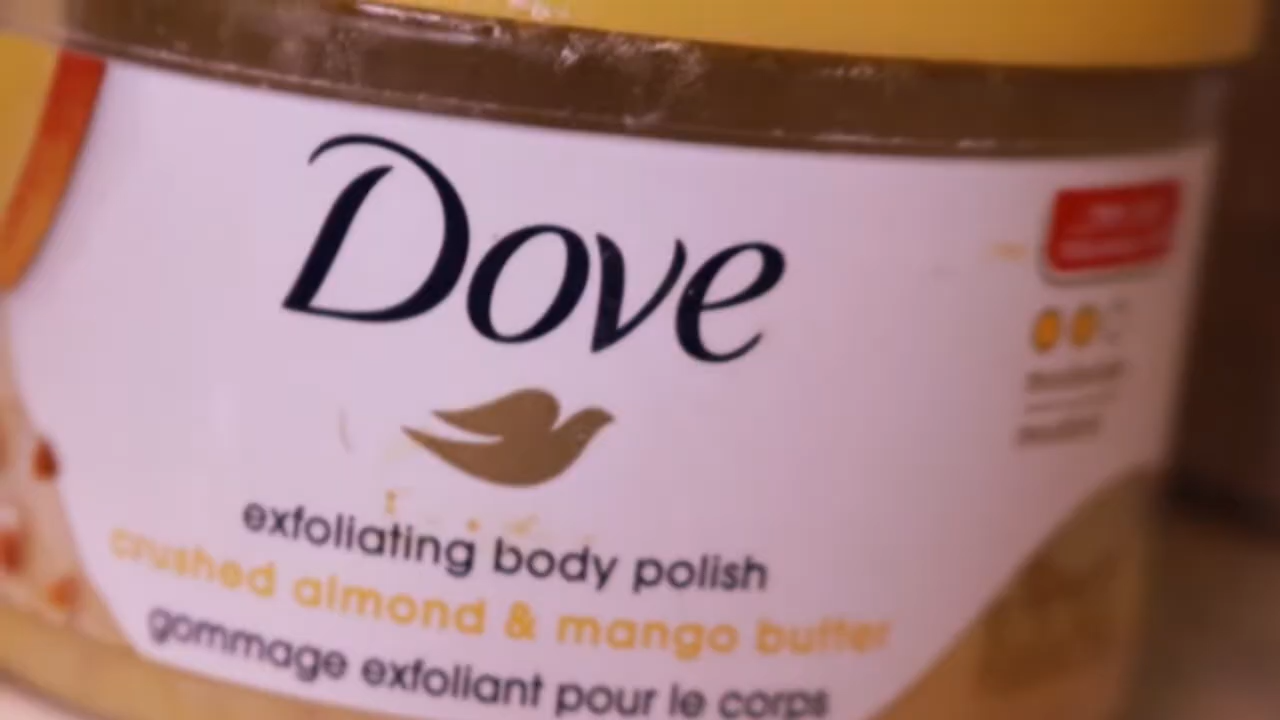 Dove
exfoliating body polish
crushed almond & mango butter
gommage exfoliant pour le corps